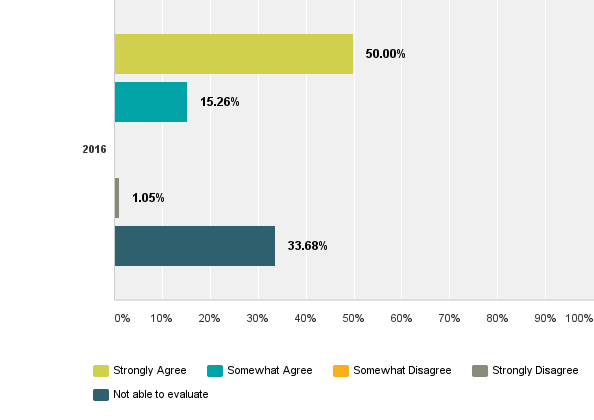 50.00%
15.26%
2016
1.05%
33.68%
0% 10% 20% 30% 40% 50% 60% 70% 80% 90% 100%
Strongly Agree Somewhat Agree Somewhat Disagree Strongly Disagree
Not able to evaluate